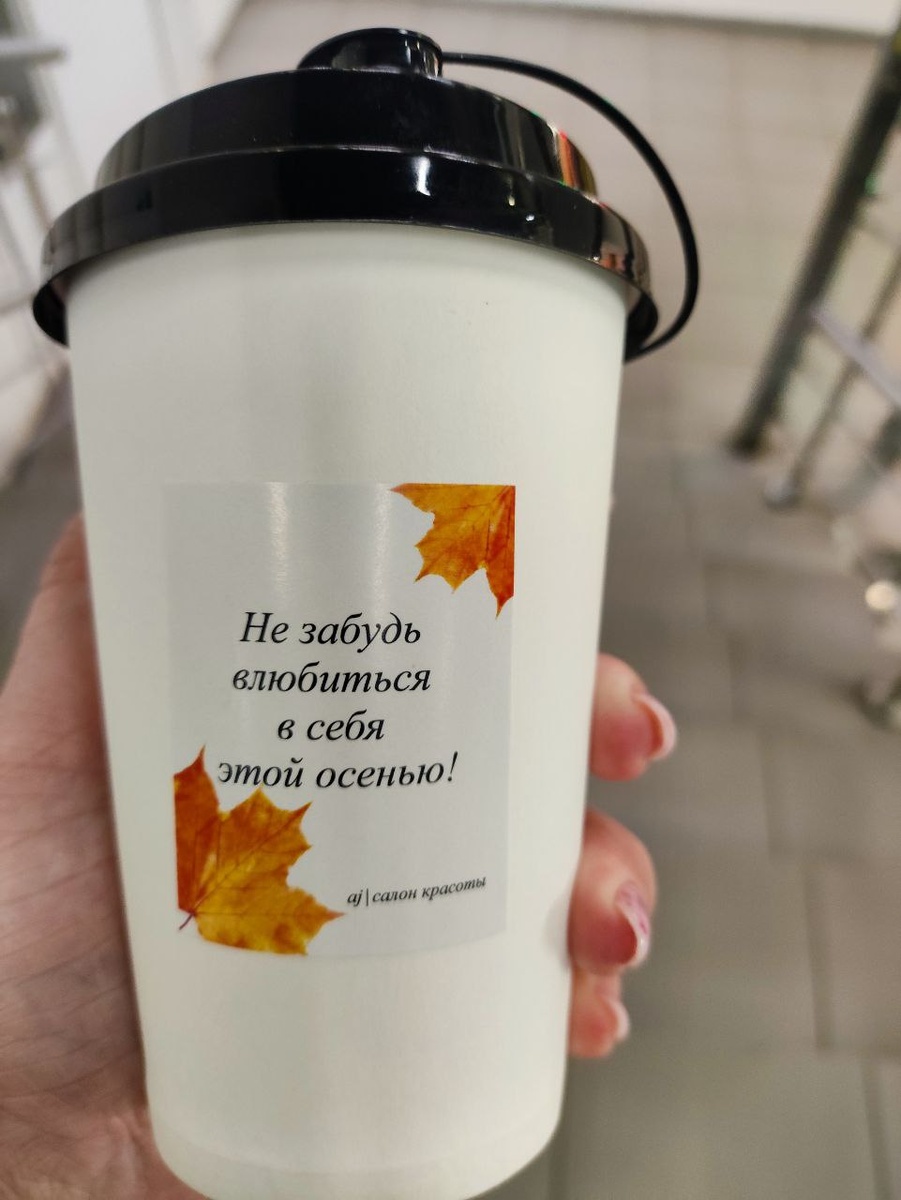 Не забудь
влюбиться
в себя
этой осенью!
aj|салон красоты